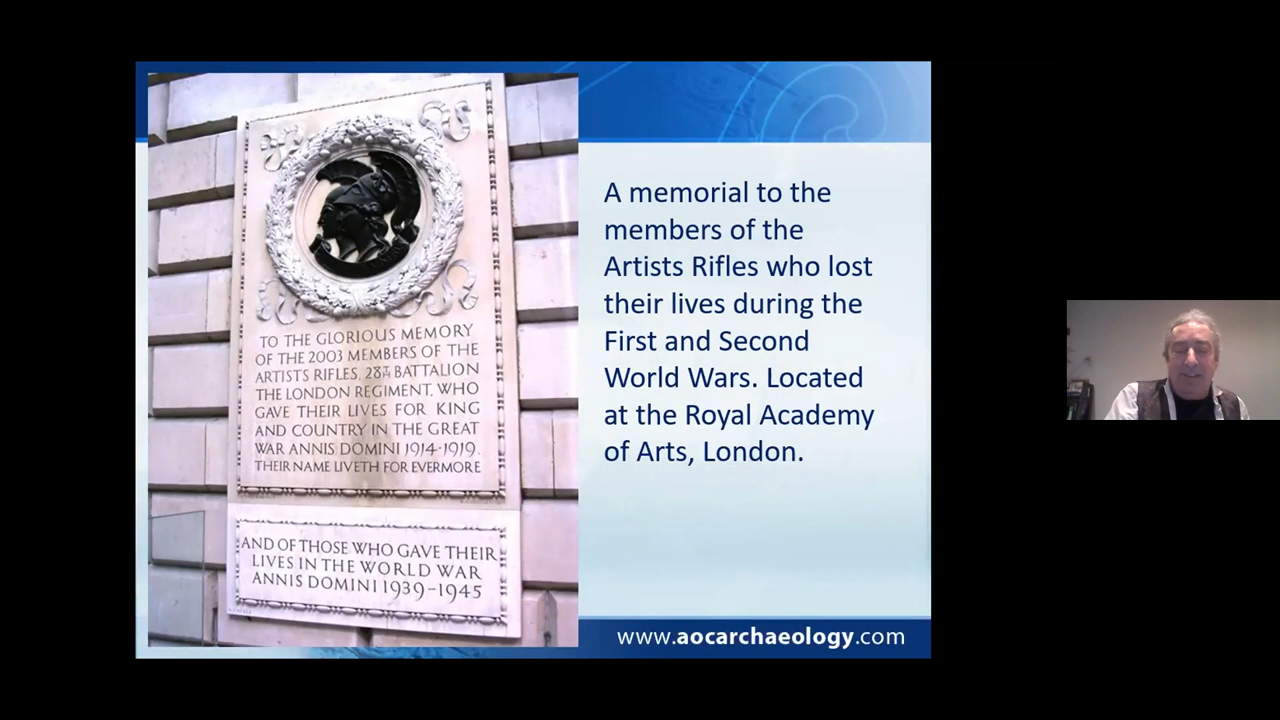 TO THE GLORIOUS MEMORY
OF THE 2003 MEMBERS OF THE
ARTISTS RIFLES, 28TH BATTALION
THE LONDON REGIMENT, WHO
GAVE THEIR LIVES FOR KING
AND COUNTRY IN THE GREAT
WAR ANNIS DOMINI 1914-1919.
THEIR NAME LIVETH FOR EVERMORE
AND OF THOSE WHO GAVE THEIR
LIVES IN THE WORLD WAR
ANNIS DOMINI 1939-1945
A memorial to the
members of the
Artists Rifles who lost
their lives during the
First and Second
World Wars. Located
at the Royal Academy
of Arts, London.
www.aocarchaeology.com